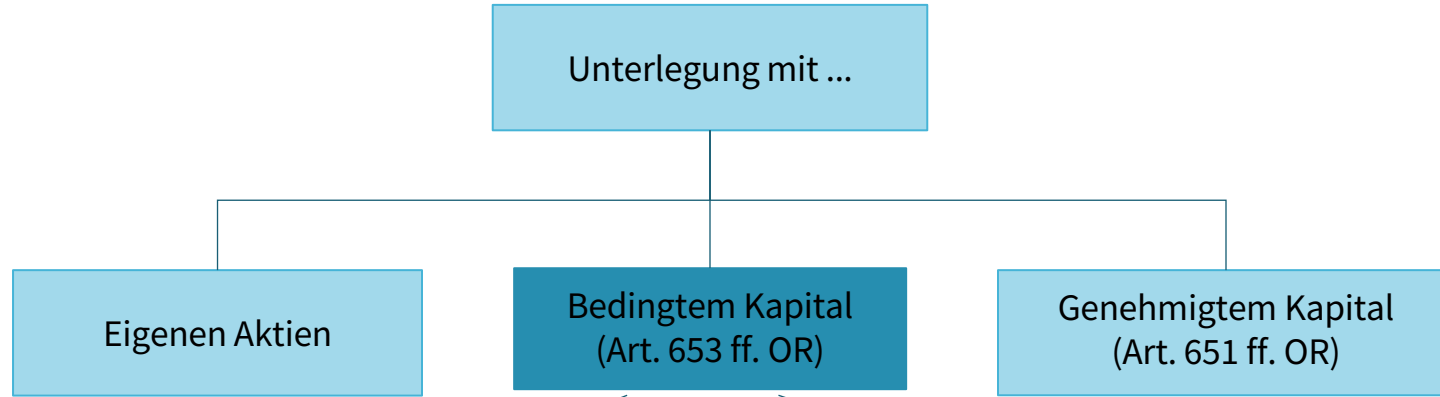 Unterlegung mit ...
Eigenen Aktien
Bedingtem Kapital
(Art. 653 ff. OR)
Genehmigtem Kapital
(Art. 651 ff. OR)